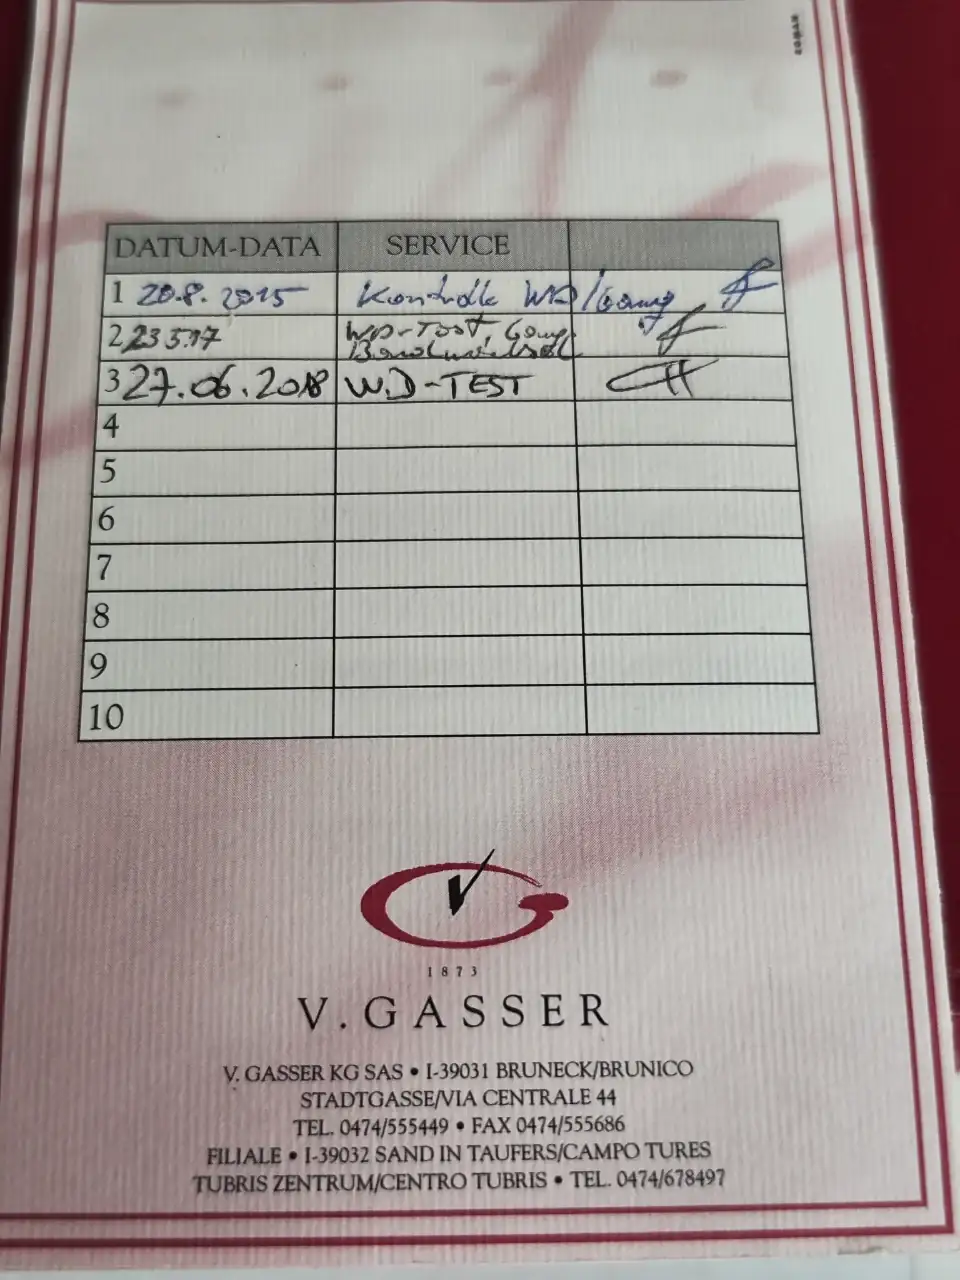 DATUM-DATA SERVICE
1 20.8.2015 Kontrolle WD/Gang
2 23.5.17 WD-Test, Gang
Bandwechsel
3 27.06.2018 W.D-TEST
4
5
6
7
8
9
10
1873
V. GASSER
V. GASSER KG SAS • I-39031 BRUNECK/BRUNICO
STADTGASSE/VIA CENTRALE 44
TEL. 0474/555449 • FAX 0474/555686
FILIALE • I-39032 SAND IN TAUFERS/CAMPO TURES
TUBRIS ZENTRUM/CENTRO TUBRIS • TEL. 0474/678497